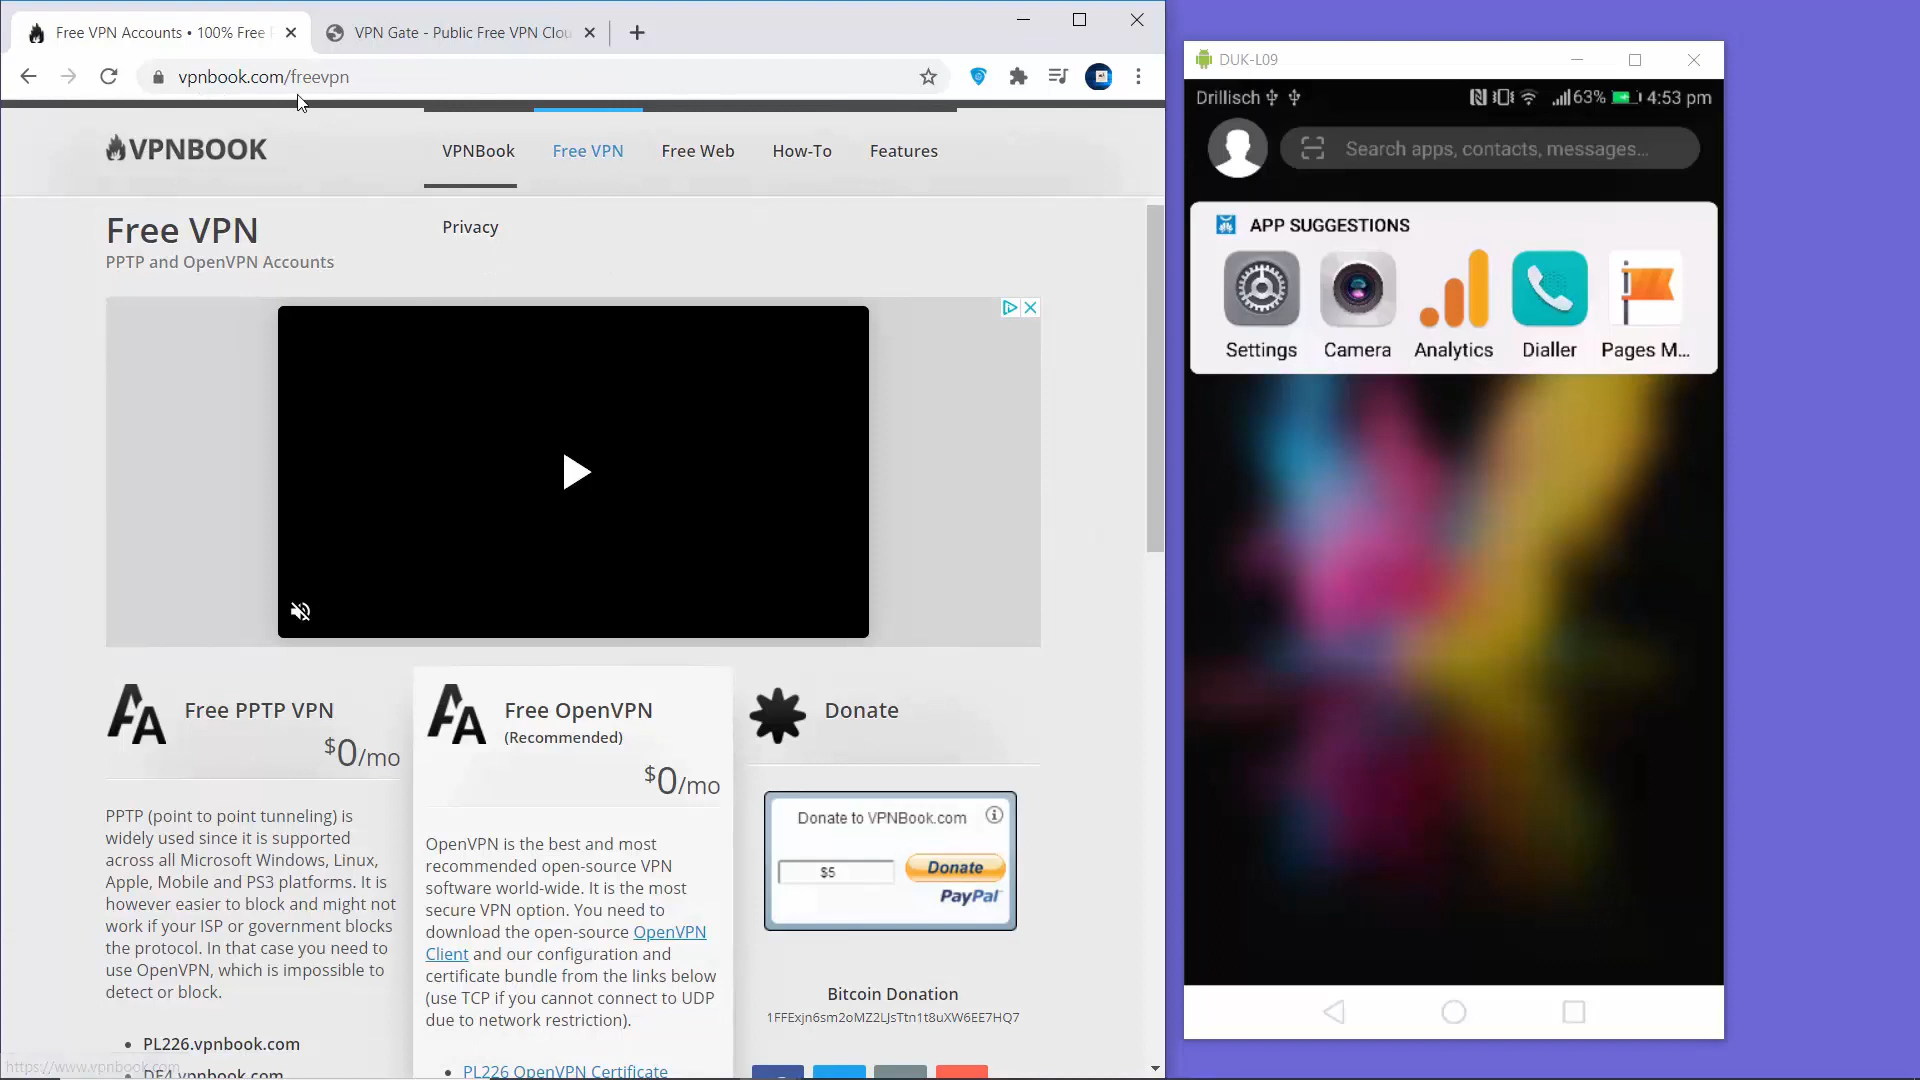 Free VPN Accounts • 100% Free
VPN Gate - Public Free VPN Clou
vpnbook.com/freevpn
VPNBOOK
VPNBook
Free VPN
Free Web
How-To
Features
Privacy
Free VPN
PPTP and OpenVPN Accounts
Free PPTP VPN
$0/mo
PPTP (point to point tunneling) is
widely used since it is supported
across all Microsoft Windows, Linux,
Apple, Mobile and PS3 platforms. It is
however easier to block and might not
work if your ISP or government blocks
the protocol. In that case you need to
use OpenVPN, which is impossible to
detect or block.
• PL226.vpnbook.com
DE4.vpnbook.com
https://www.vpnbook.com
Free OpenVPN
(Recommended)
$0/mo
OpenVPN is the best and most
recommended open-source VPN
software world-wide. It is the most
secure VPN option. You need to
download the open-source OpenVPN
Client and our configuration and
certificate bundle from the links below
(use TCP if you cannot connect to UDP
due to network restriction).
• PL226 OpenVPN Certificate
Donate
Donate to VPNBook.com
$5
Donate
PayPal
Bitcoin Donation
1FFExjn6sm2oMZ2LJsTtn1t8uXW6EE7HQ7
DUK-L09
Drillisch
63%
4:53 pm
Search apps, contacts, messages...
APP SUGGESTIONS
Settings
Camera
Analytics
Dialler
Pages M...